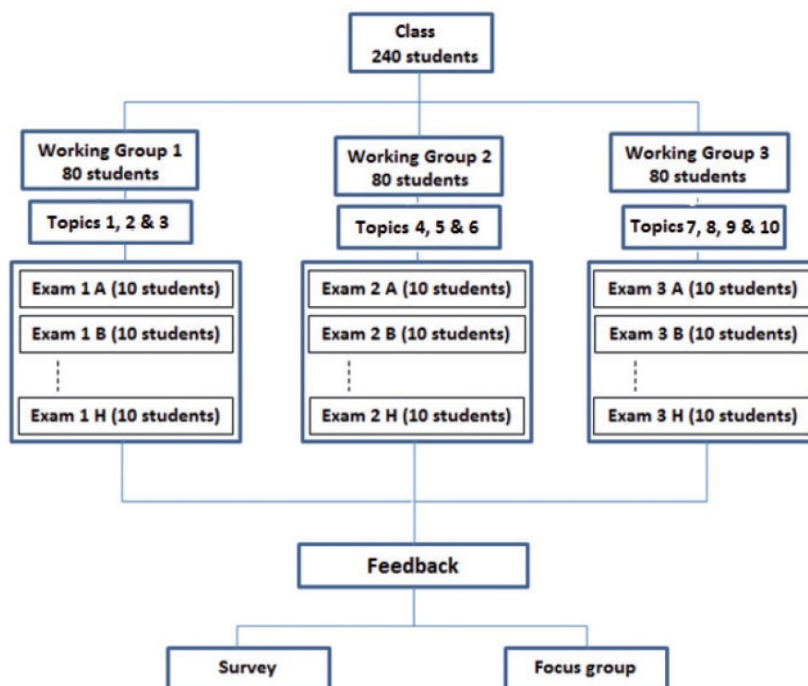 Class
240 students
Working Group 1
80 students
Working Group 2
80 students
Working Group 3
80 students
Topics 1, 2 & 3
Topics 4, 5 & 6
Topics 7, 8, 9 & 10
Exam 1 A (10 students)
Exam 2 A (10 students)
Exam 3 A (10 students)
Exam 1 B (10 students)
Exam 2 B (10 students)
Exam 3 B (10 students)
Exam 1 H (10 students)
Exam 2 H (10 students)
Exam 3 H (10 students)
Feedback
Survey
Focus group